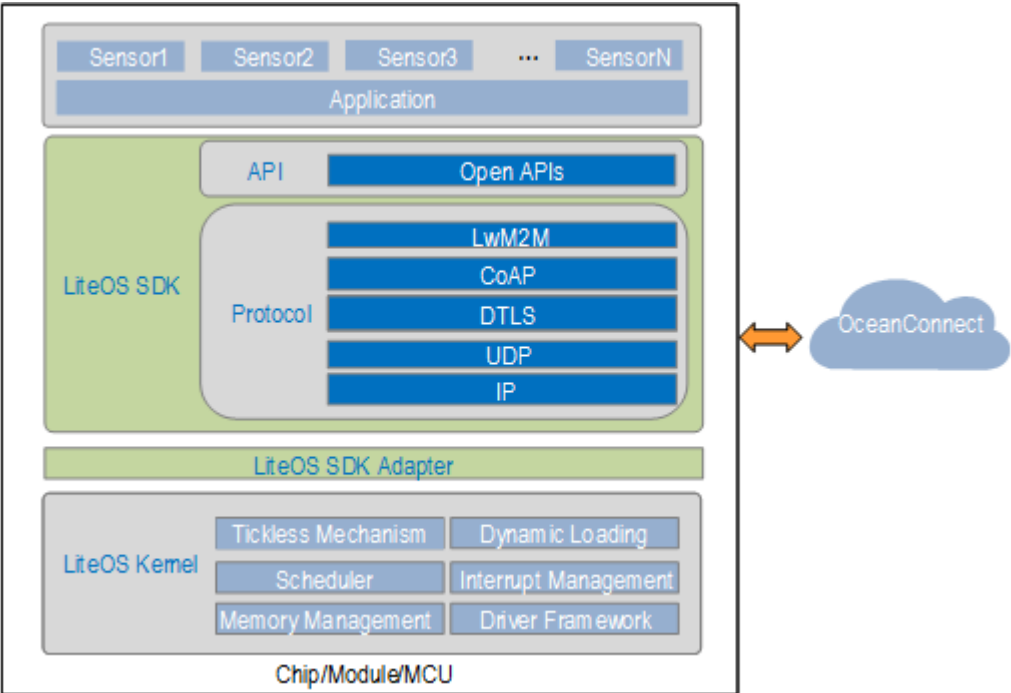 Sensor1 Sensor2 Sensor3 ... SensorN
Application
API Open APIs
LwM2M
CoAP
LiteOS SDK
Protocol DTLS
UDP
IP
OceanConnect
LiteOS SDK Adapter
Tickless Mechanism Dynamic Loading
LiteOS Kernel
Scheduler Interrupt Management
Memory Management Driver Framework
Chip/Module/MCU